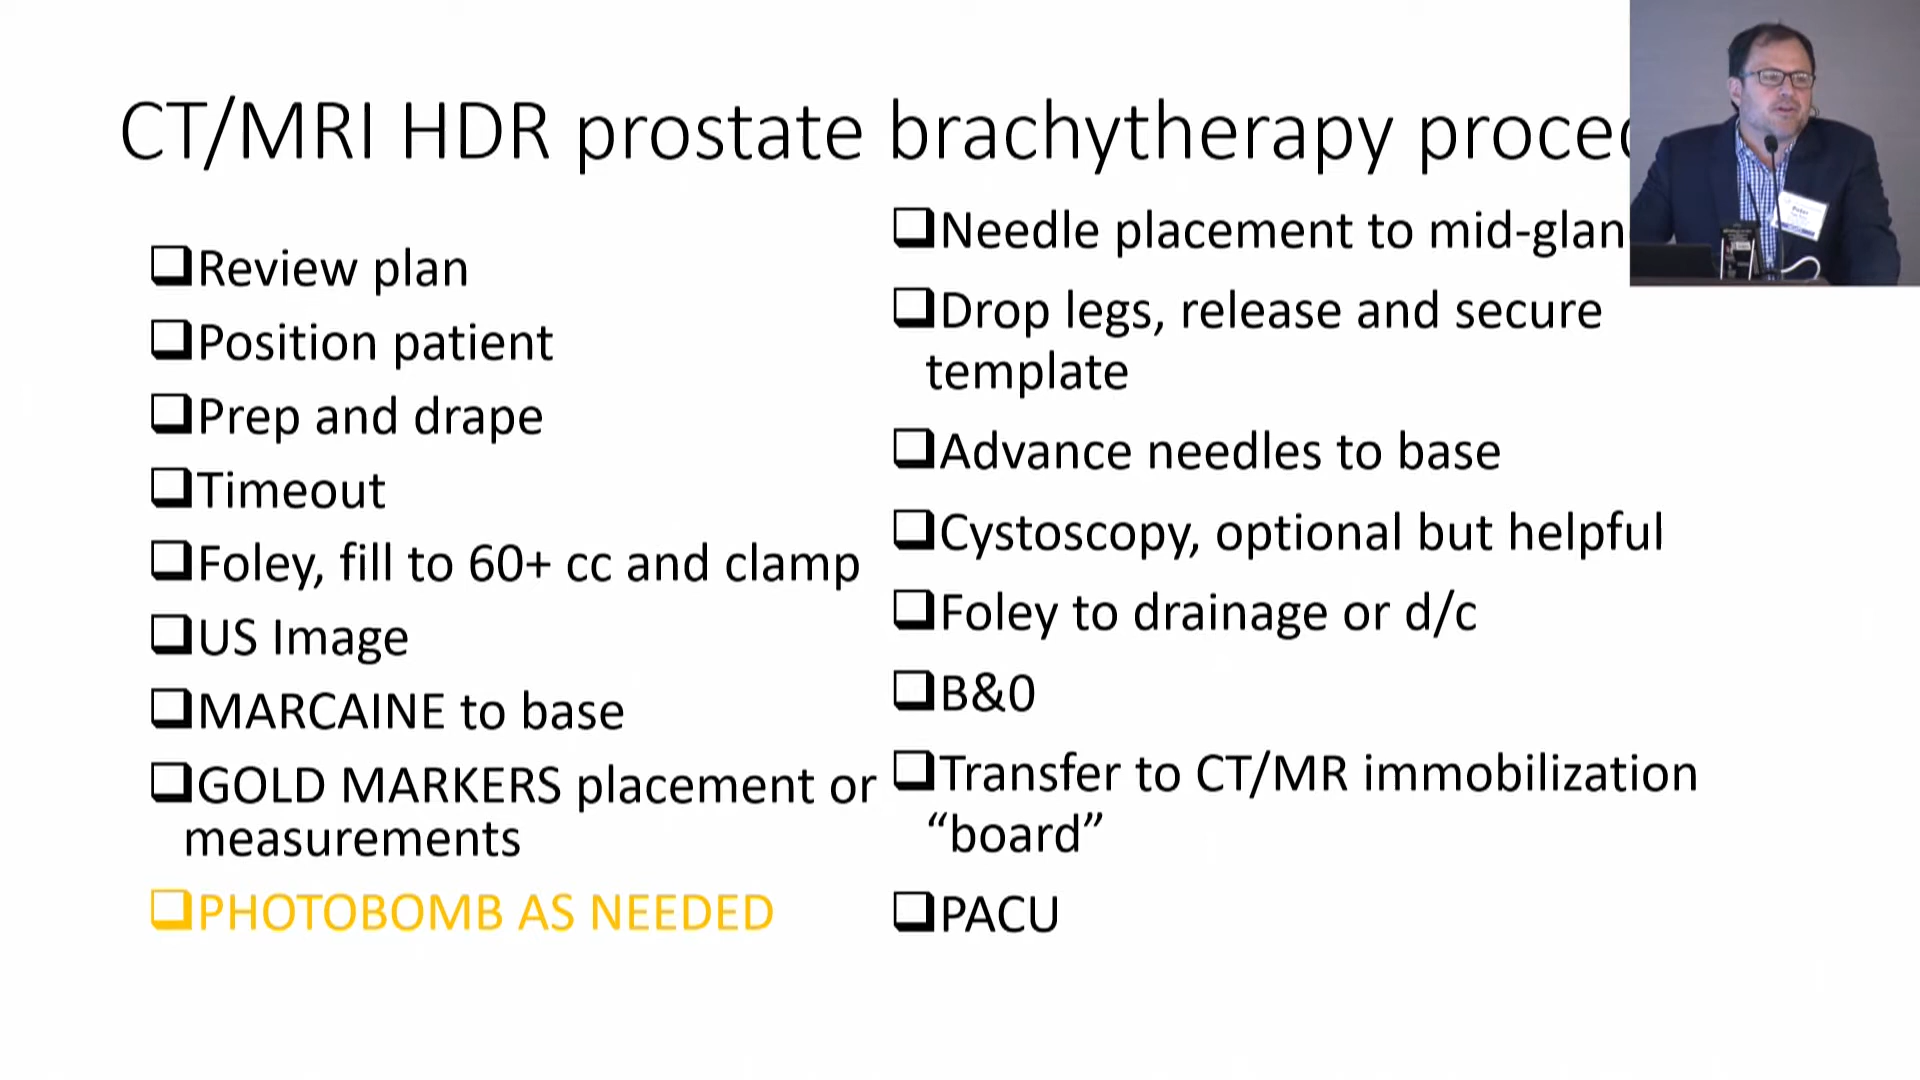 CT/MRI HDR prostate brachytherapy
Review plan
Position patient
Prep and drape
Timeout
Foley, fill to 60+ cc and clamp
US Image
MARCAINE to base
GOLD MARKERS placement or
measurements
PHOTOBOMB AS NEEDED
Needle placement to
Drop legs, release and secure
template
Advance needles to base
Cystoscopy, optional but helpful
Foley to drainage or d/c
B&0
Transfer to CT/MR immobilization
“board”
PACU
Peter